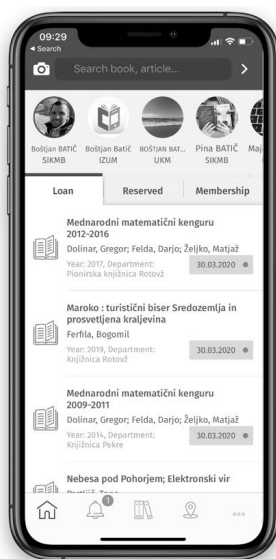 09:29
Search
Search book, article...
Boštjan BATIČ
SIKMB
Boštjan Batič
IZUM
BOŠTJAN BAT...
UKM
Pina BATIČ
SIKMB
Maj
Loan
Reserved
Membership
Mednarodni matematični kenguru
2012-2016
Dolinar, Gregor; Felda, Darjo; Željko, Matjaž
Year: 2017, Department:
Pionirska knjižnica Rotovž
30.03.2020
Maroko : turistični biser Sredozemlja in
prosvetljena kraljevina
Ferfila, Bogomil
Year: 2019, Department:
Knjižnica Rotovž
30.03.2020
Mednarodni matematični kenguru
2009-2011
Dolinar, Gregor; Felda, Darjo; Željko, Matjaž
Year: 2014, Department:
Knjižnica Pekre
30.03.2020
Nebesa pod Pohorjem; Elektronski vir
1